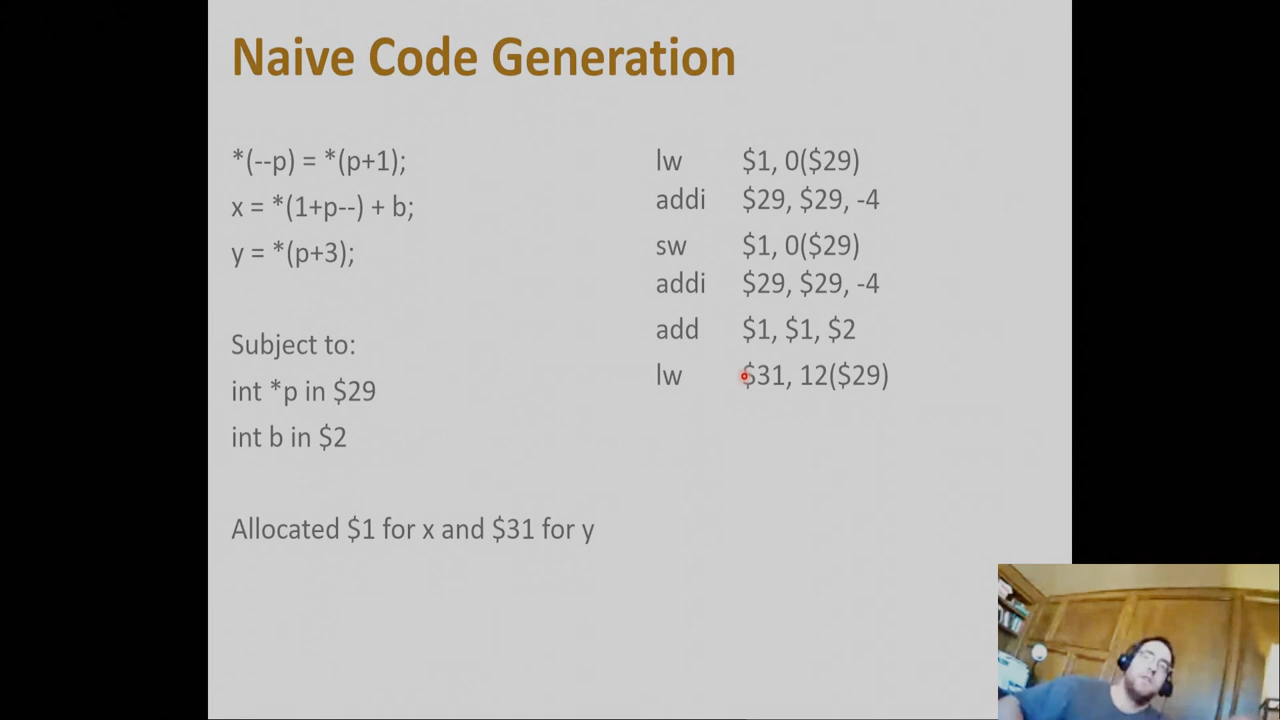 Naive Code Generation
*(--p) = *(p+1);
x = *(1+p--) + b;
y = *(p+3);
Subject to:
int *p in $29
int b in $2
Allocated $1 for x and $31 for y
lw $1, 0($29)
addi $29, $29, -4
sw $1, 0($29)
addi $29, $29, -4
add $1, $1, $2
lw $31, 12($29)